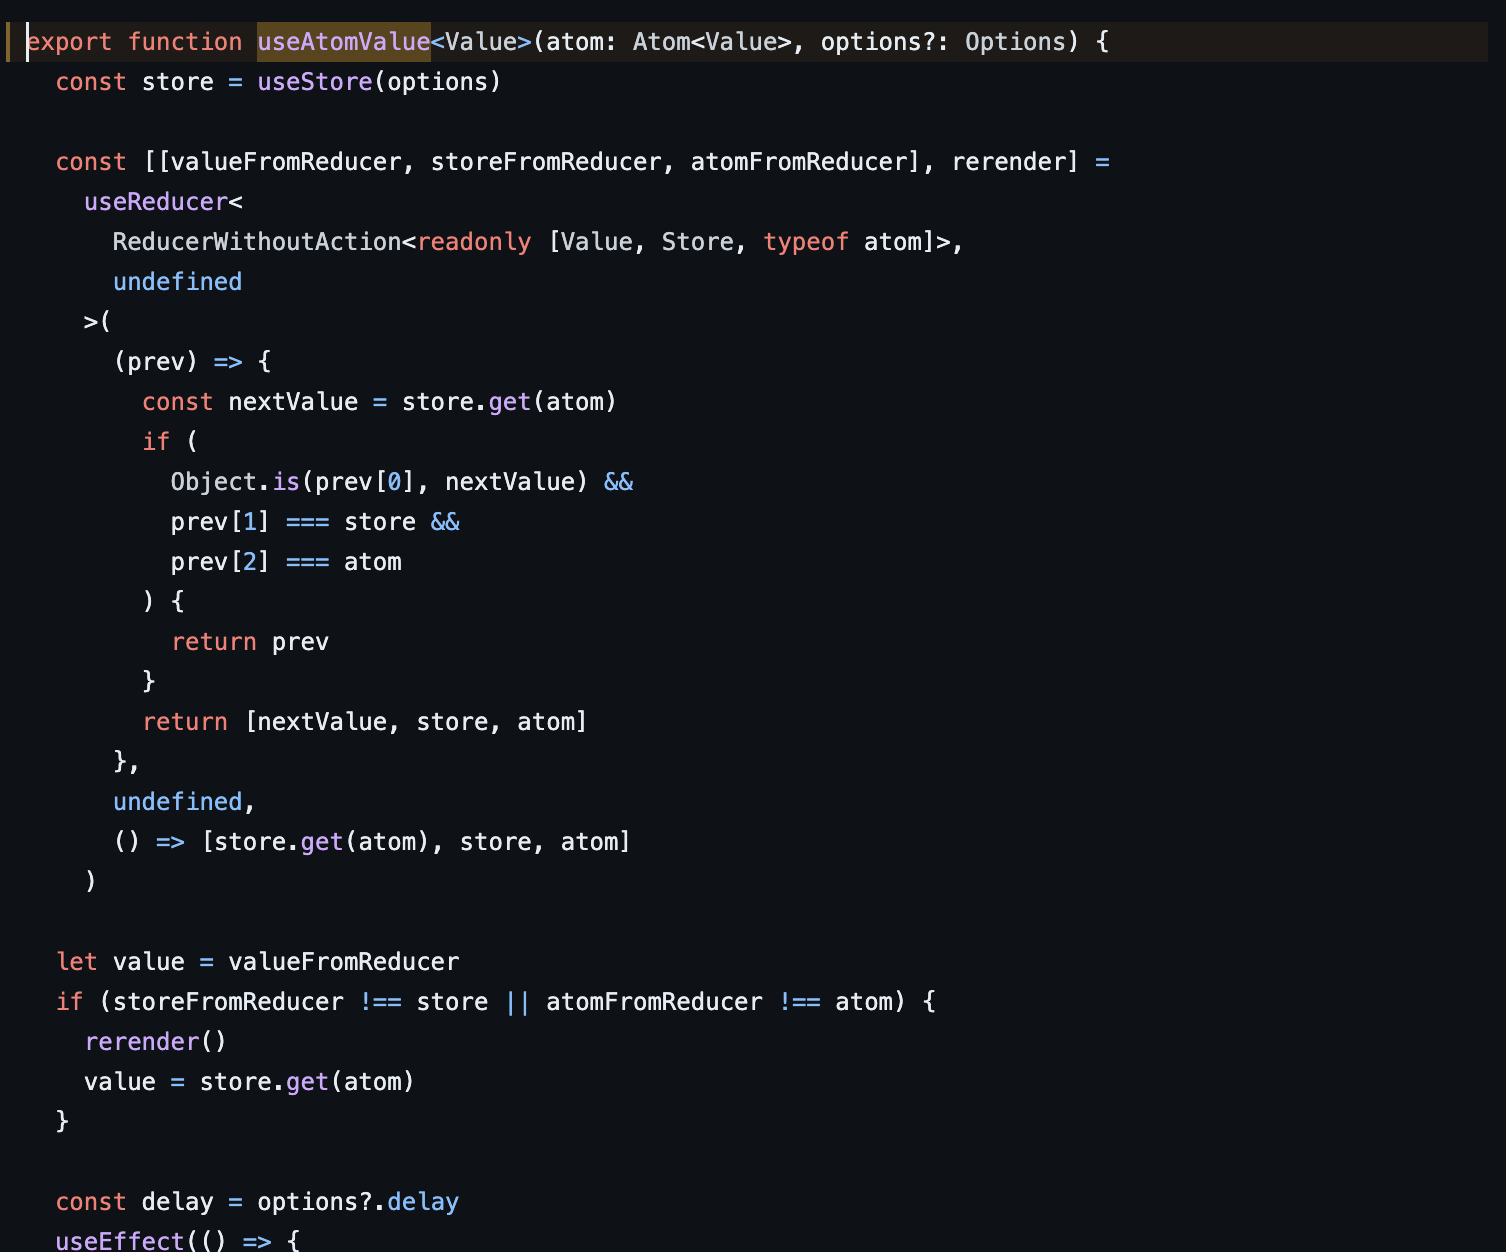 export function useAtomValue<Value>(atom: Atom<Value>, options?: Options) {
  const store = useStore(options)

  const [[valueFromReducer, storeFromReducer, atomFromReducer], rerender] =
    useReducer<
      ReducerWithoutAction<readonly [Value, Store, typeof atom]>,
      undefined
    >(
      (prev) => {
        const nextValue = store.get(atom)
        if (
          Object.is(prev[0], nextValue) &&
          prev[1] === store &&
          prev[2] === atom
        ) {
          return prev
        }
        return [nextValue, store, atom]
      },
      undefined,
      () => [store.get(atom), store, atom]
    )

  let value = valueFromReducer
  if (storeFromReducer !== store || atomFromReducer !== atom) {
    rerender()
    value = store.get(atom)
  }

  const delay = options?.delay
  useEffect(() => {